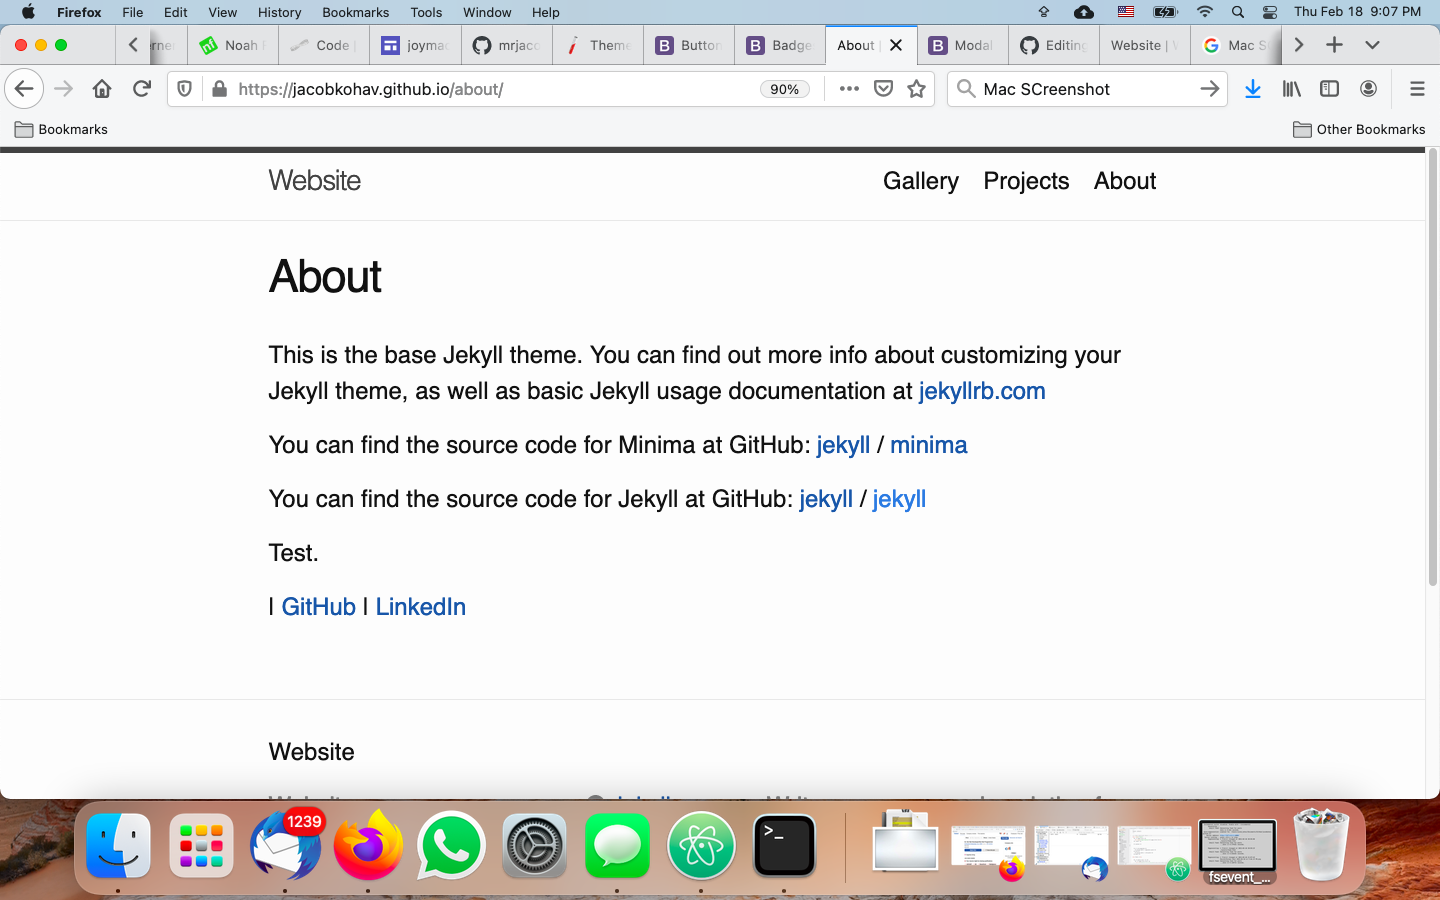 Firefox File Edit View History Bookmarks Tools Window Help Thu Feb 18 9:07 PM
Noah Code joymac mrjaco Theme Button Badge About Modal Editing Website | Mac S
https://jacobkohav.github.io/about/ 90% Mac SCreenshot
Bookmarks Other Bookmarks
Website Gallery Projects About
About
This is the base Jekyll theme. You can find out more info about customizing your
Jekyll theme, as well as basic Jekyll usage documentation at jekyllrb.com
You can find the source code for Minima at GitHub: jekyll / minima
You can find the source code for Jekyll at GitHub: jekyll / jekyll
Test.
| GitHub | LinkedIn
Website
1239
>_
fsevent_...